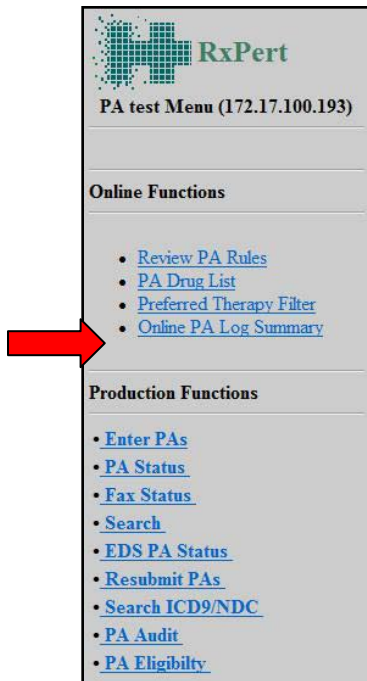 RxPert
PA test Menu (172.17.100.193)
Online Functions
• Review PA Rules
• PA Drug List
• Preferred Therapy Filter
• Online PA Log Summary
Production Functions
• Enter PAs
• PA Status
• Fax Status
• Search
• EDS PA Status
• Resubmit PAs
• Search ICD9/NDC
• PA Audit
• PA Eligibilty